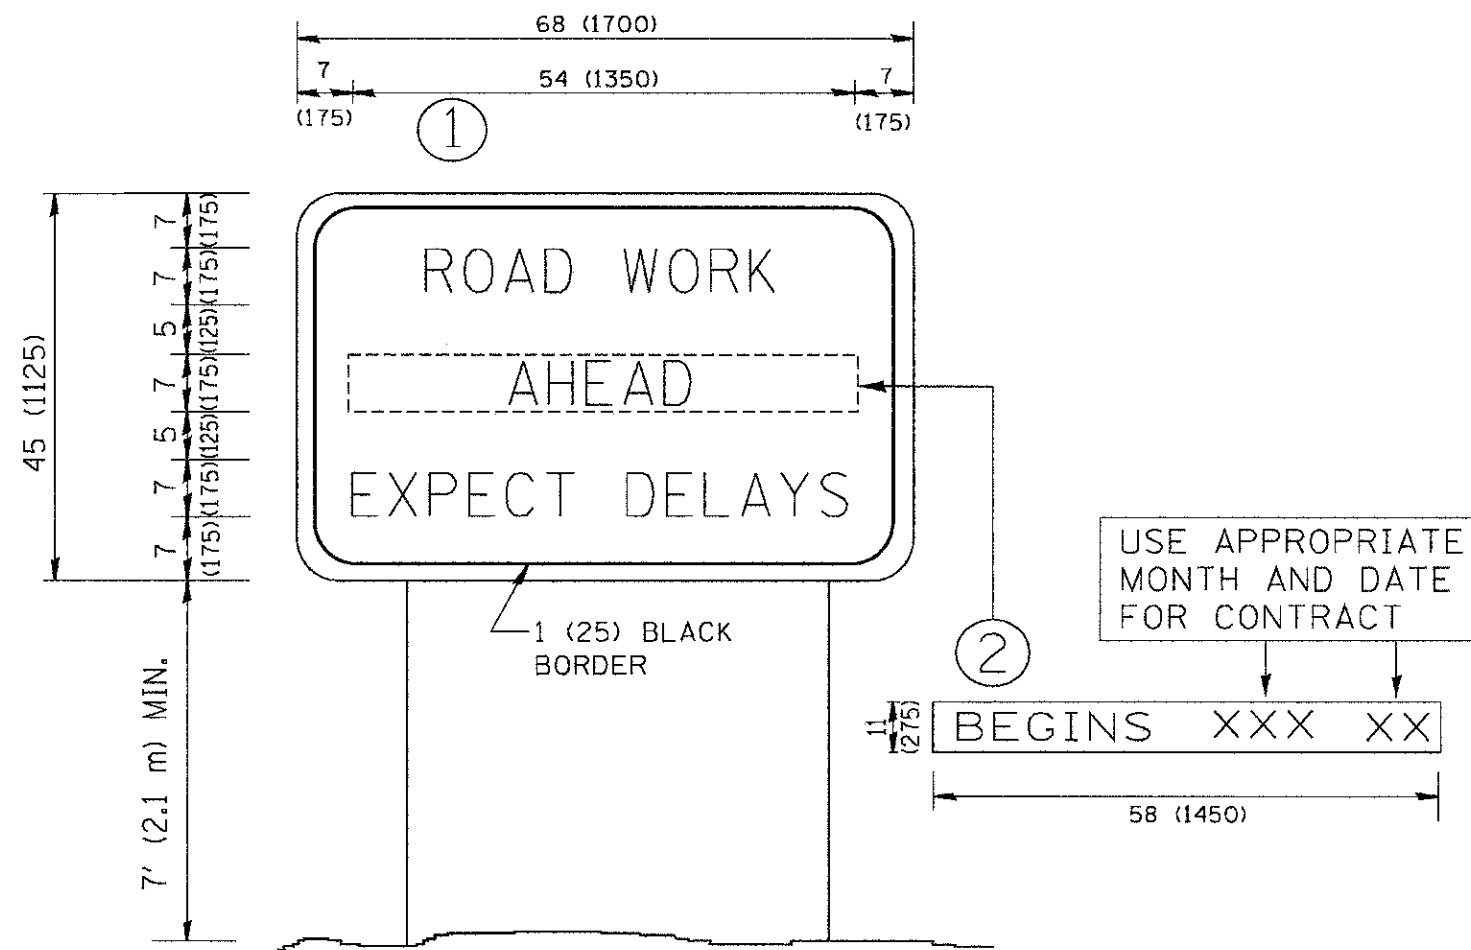 68 (1700)
7 54 (1350) 7
(175) (175)
1
45 (1125)
7 (175)
7 (175)
5 (125)
7 (175)
5 (125)
7 (175)
7 (175)
ROAD WORK
AHEAD
EXPECT DELAYS
1 (25) BLACK
BORDER
7' (2.1 m) MIN.
USE APPROPRIATE
MONTH AND DATE
FOR CONTRACT
2
11
(275)
BEGINS XXX XX
58 (1450)